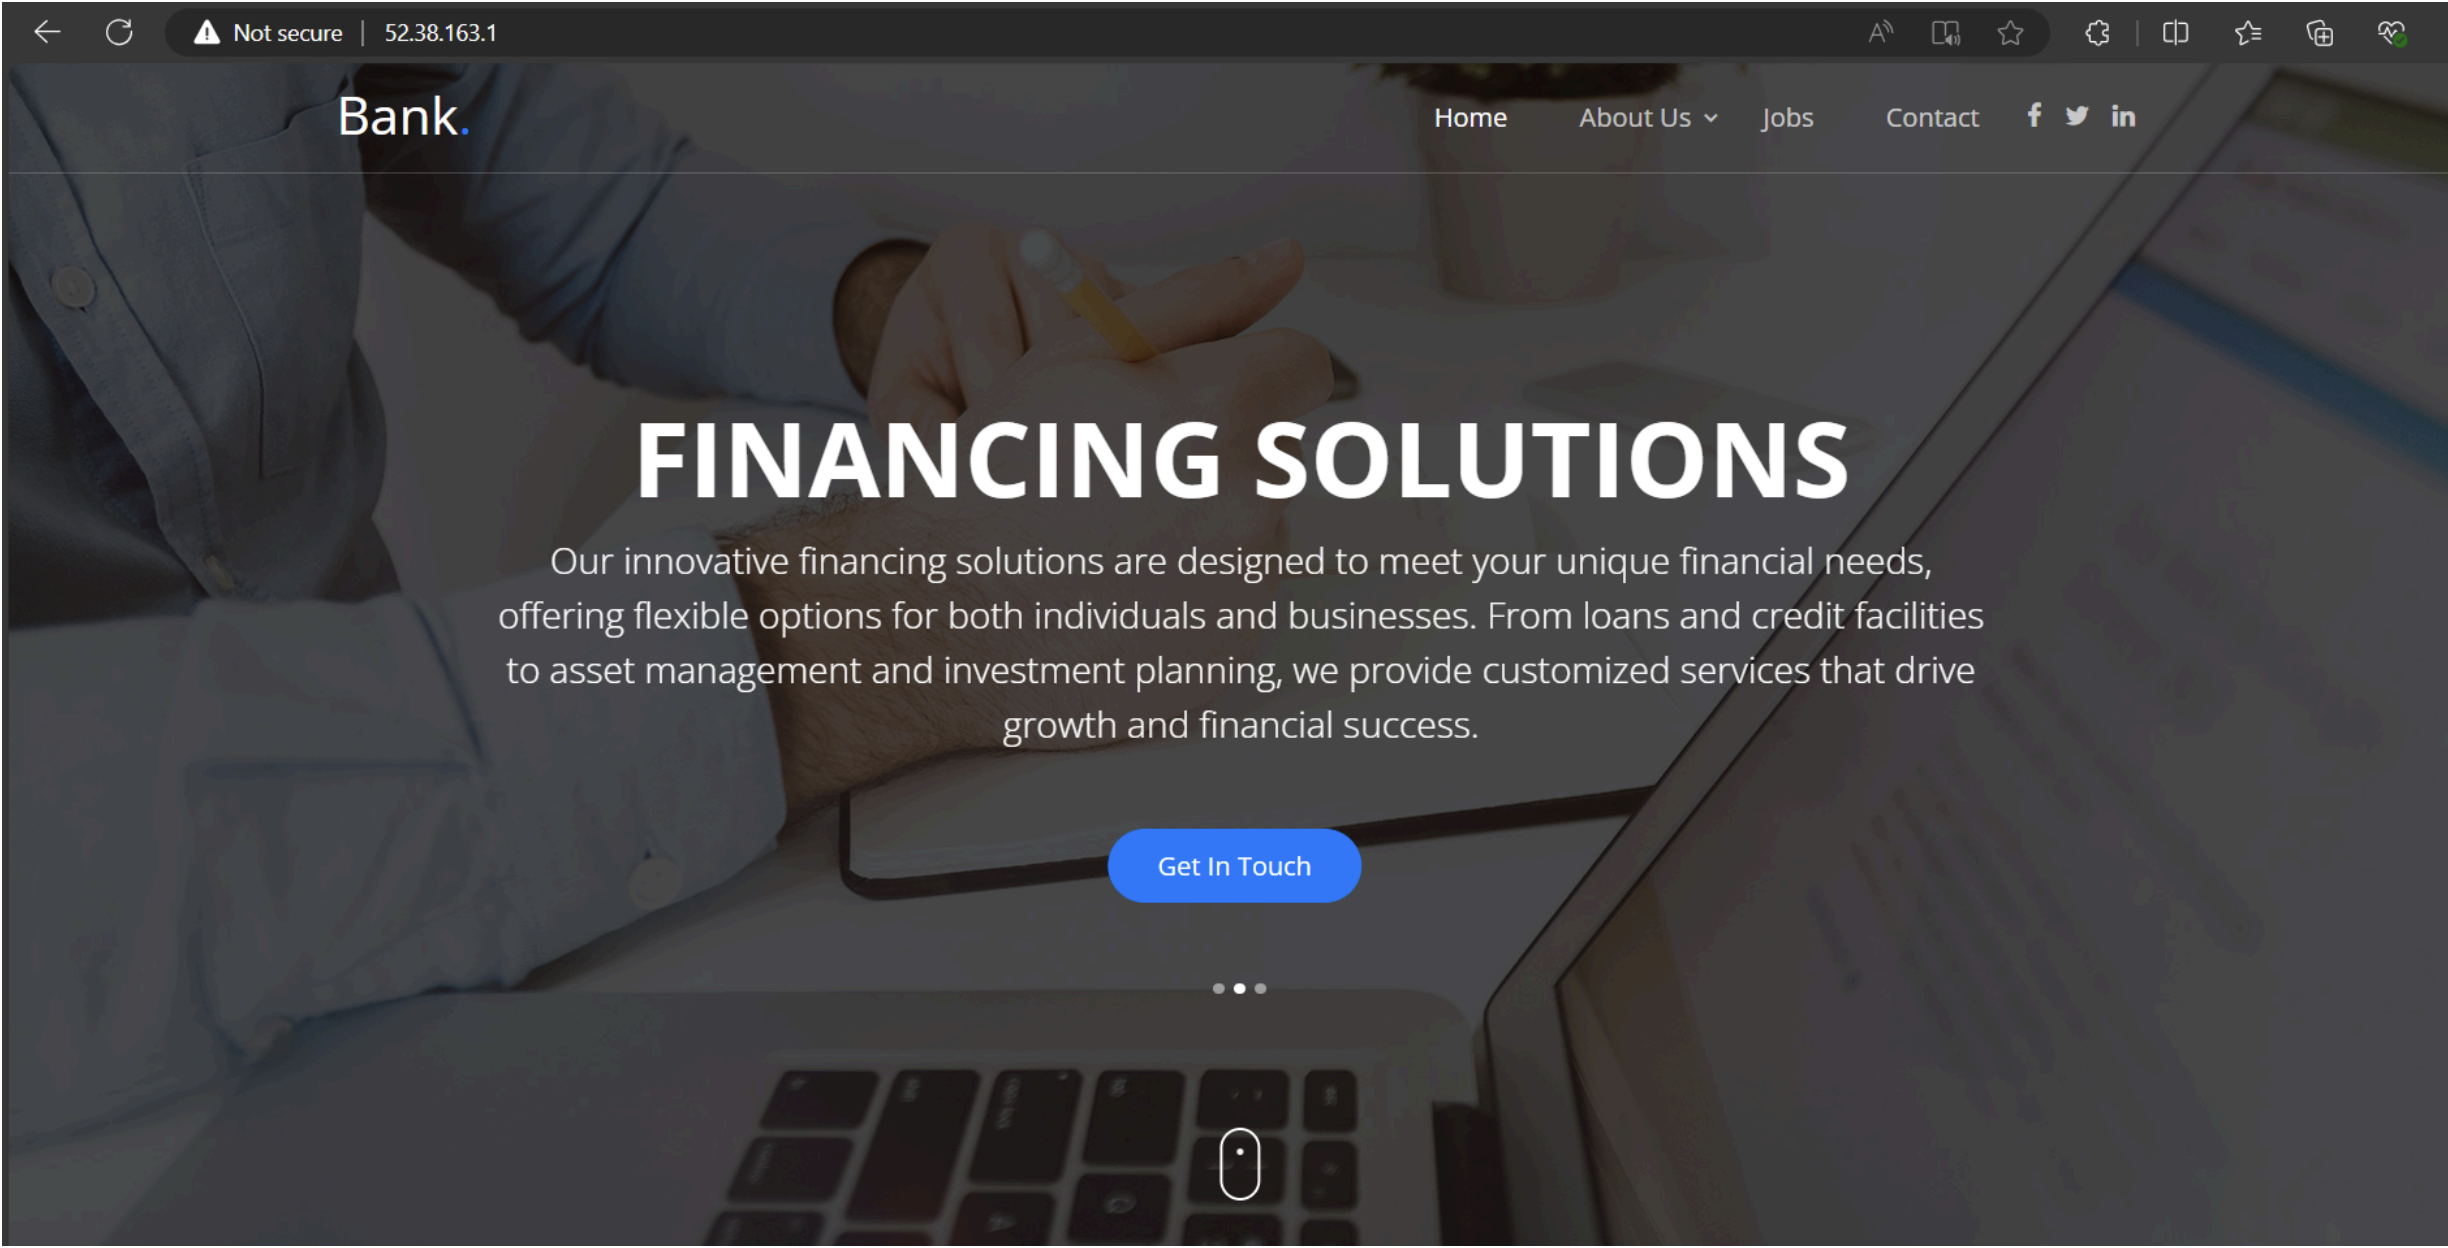 Not secure | 52.38.163.1
Bank.
Home About Us Jobs Contact
FINANCING SOLUTIONS
Our innovative financing solutions are designed to meet your unique financial needs,
offering flexible options for both individuals and businesses. From loans and credit facilities
to asset management and investment planning, we provide customized services that drive
growth and financial success.
Get In Touch